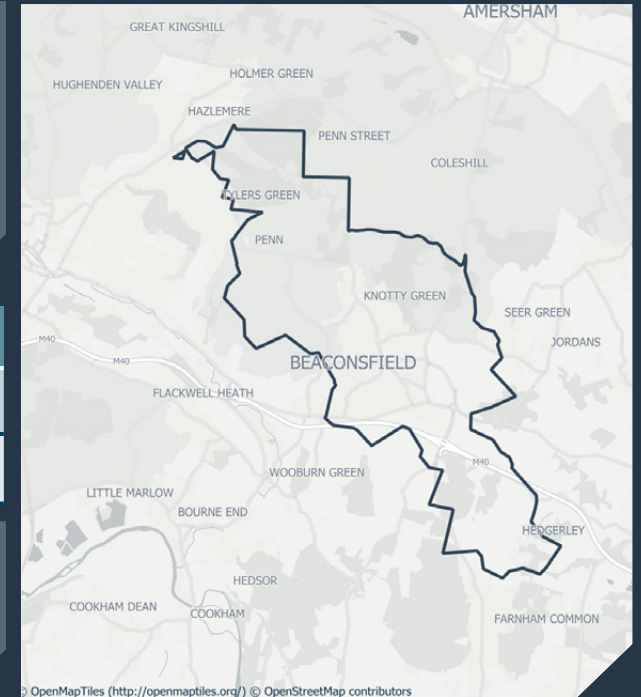 AMERSHAM
GREAT KINGSHILL
HOLMER GREEN
HUGHENDEN VALLEY
HAZLEMERE
PENN STREET
COLESHILL
TYLERS GREEN
PENN
KNOTTY GREEN
SEER GREEN
M40
JORDANS
M40
BEACONSFIELD
FLACKWELL HEATH
M40
WOOBURN GREEN
LITTLE MARLOW
BOURNE END
HEDGERLEY
HEDSOR
COOKHAM DEAN
COOKHAM
FARNHAM COMMON
OpenMapTiles (http://openmaptiles.org/) © OpenStreetMap contributors